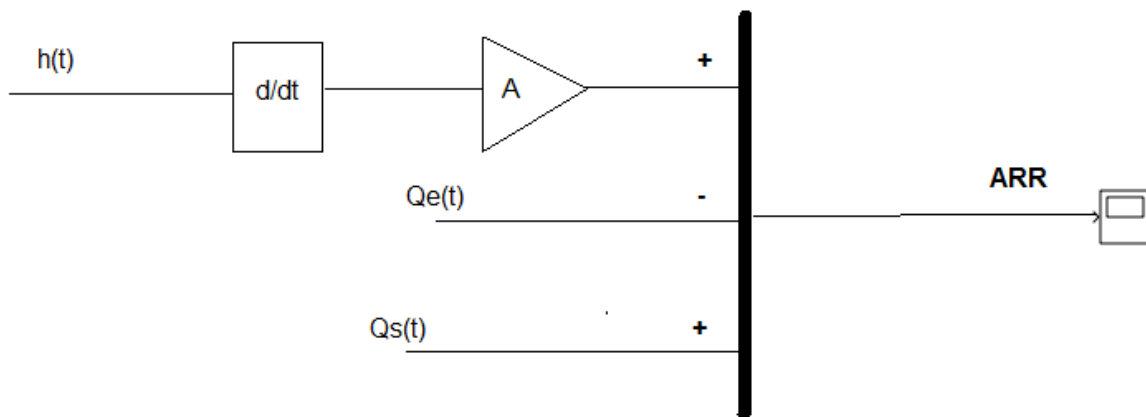 h(t)
d/dt
A
+
Qe(t)
-
ARR
Qs(t)
+